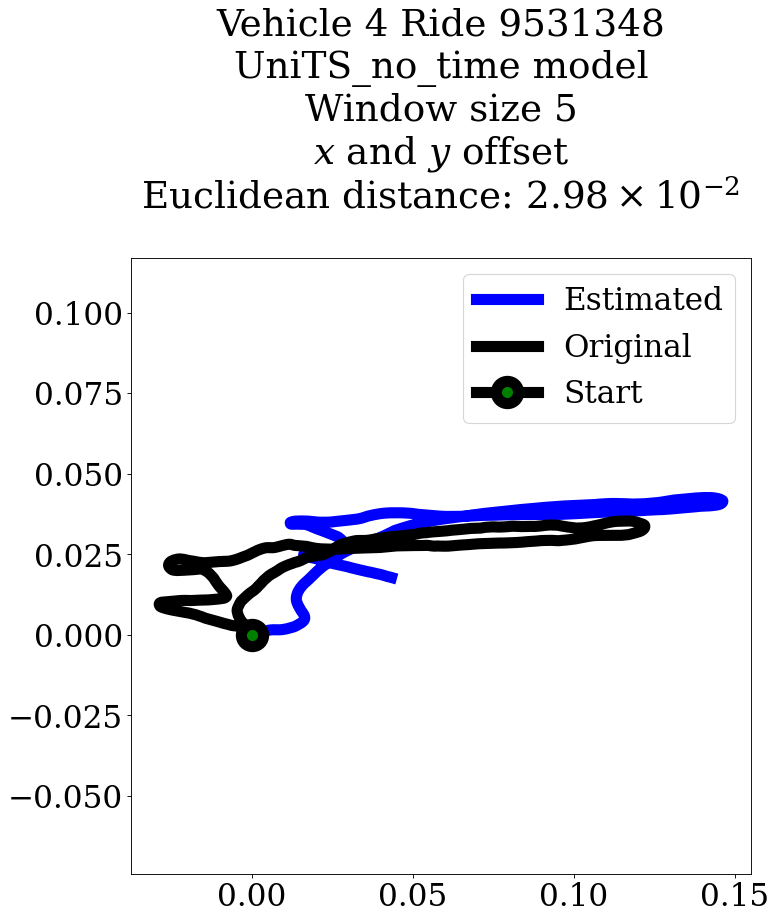 Vehicle 4 Ride 9531348
UniTS_no_time model
Window size 5
x and y offset
Euclidean distance: 2.98 × 10⁻²
Estimated
Original
Start
0.100
0.075
0.050
0.025
0.000
−0.025
−0.050
0.00 0.05 0.10 0.15